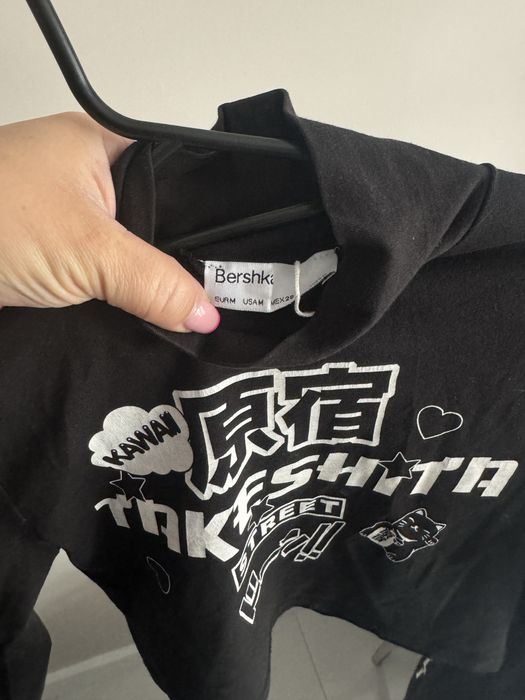 Bershka
EUR M USA M MEX 28
KAWAII
原宿
TAKESHITA
STREET